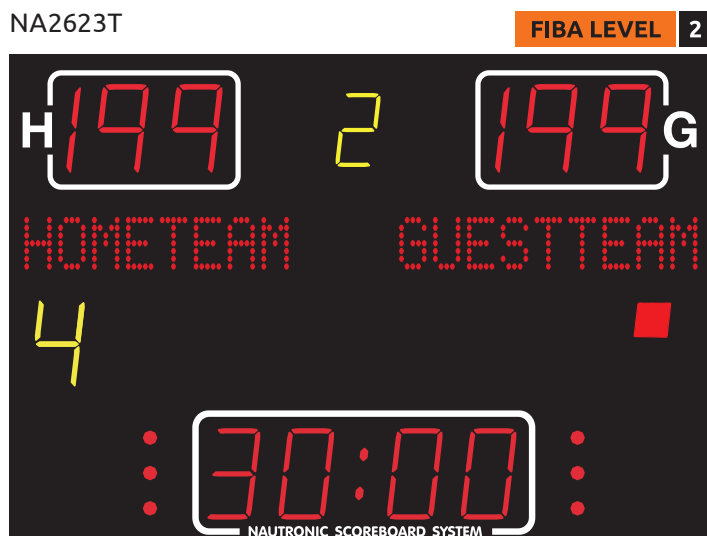 NA2623T
FIBA LEVEL 2
H 199 2 199 G
HOMETEAM GUESTTEAM
4
30:00
NAUTRONIC SCOREBOARD SYSTEM